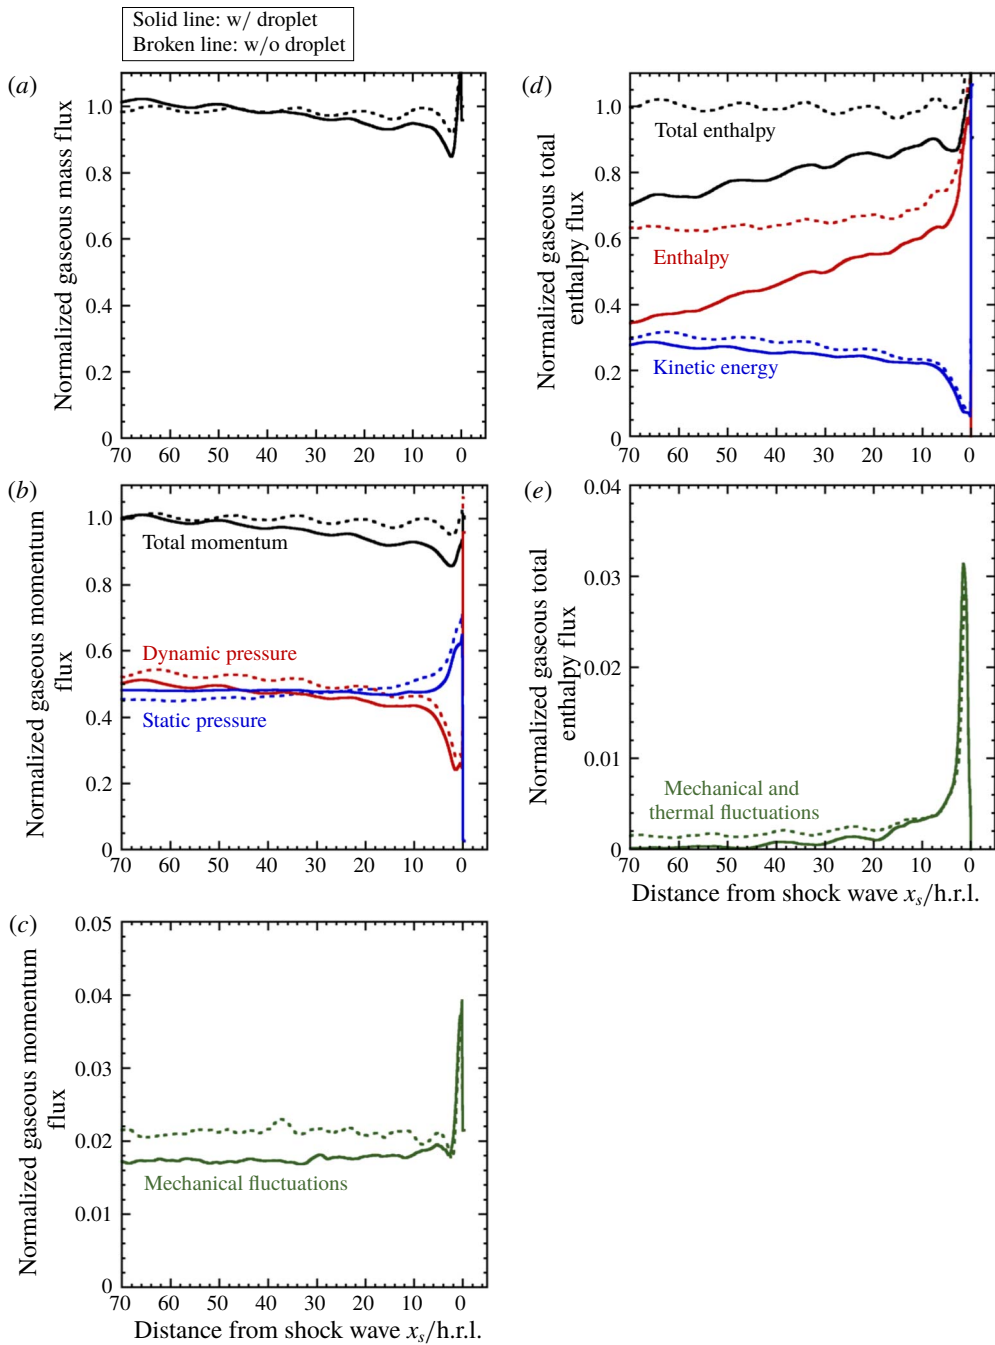 Solid line: w/ droplet
Broken line: w/o droplet
(a)
Normalized gaseous mass flux
1.0
0.8
0.6
0.4
0.2
0
70 60 50 40 30 20 10 0
(d)
Normalized gaseous total
enthalpy flux
1.0
0.8
0.6
0.4
0.2
0
Total enthalpy
Enthalpy
Kinetic energy
70 60 50 40 30 20 10 0
(b)
Normalized gaseous momentum
flux
1.0
0.8
0.6
0.4
0.2
0
Total momentum
Dynamic pressure
Static pressure
70 60 50 40 30 20 10 0
(e)
Normalized gaseous total
enthalpy flux
0.04
0.03
0.02
0.01
0
Mechanical and
thermal fluctuations
70 60 50 40 30 20 10 0
Distance from shock wave xs/h.r.l.
(c)
Normalized gaseous momentum
flux
0.05
0.04
0.03
0.02
0.01
0
Mechanical fluctuations
70 60 50 40 30 20 10 0
Distance from shock wave xs/h.r.l.